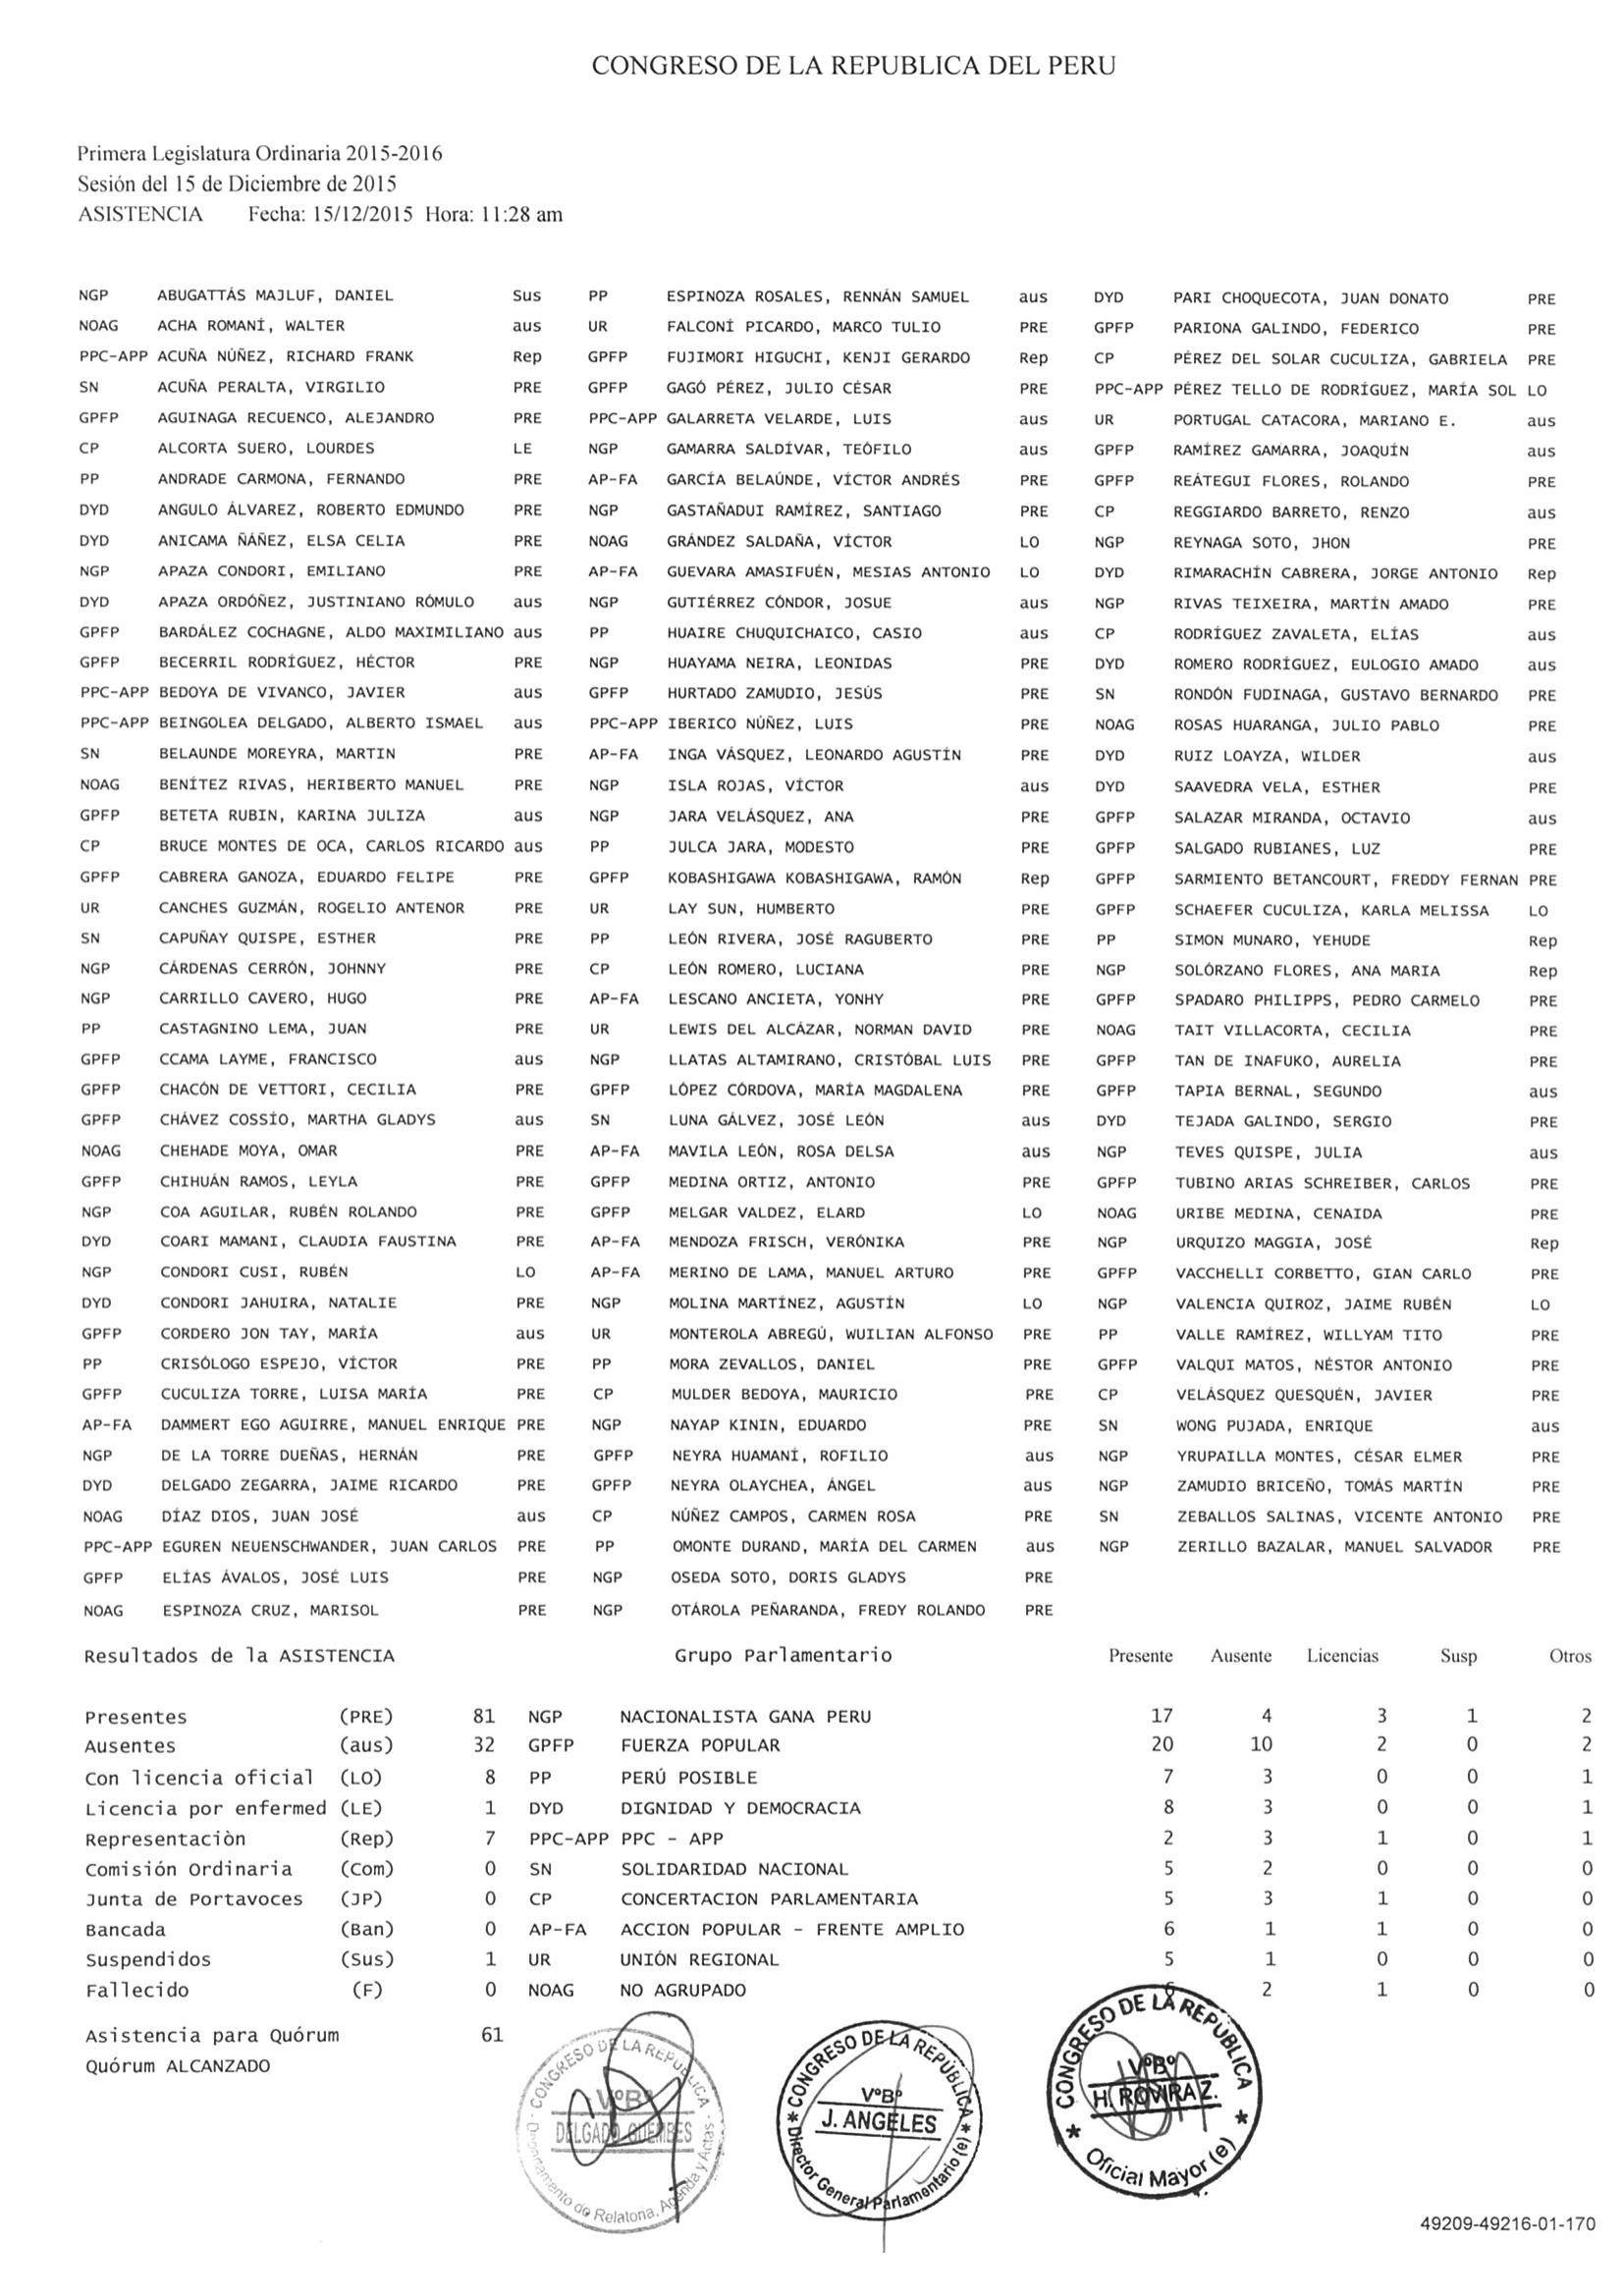 CONGRESO DE LA REPUBLICA DEL PERU
Primera Legislatura Ordinaria 2015-2016
Sesión del 15 de Diciembre de 2015
ASISTENCIA Fecha: 15/12/2015 Hora: 11:28 am
NGP ABUGATTÁS MAJLUF, DANIEL Sus PP ESPINOZA ROSALES, RENNÁN SAMUEL aus DYD PARI CHOQUECOTA, JUAN DONATO PRE
NOAG ACHA ROMANÍ, WALTER aus UR FALCONÍ PICARDO, MARCO TULIO PRE GPFP PARIONA GALINDO, FEDERICO PRE
PPC-APP ACUÑA NÚÑEZ, RICHARD FRANK Rep GPFP FUJIMORI HIGUCHI, KENJI GERARDO Rep CP PÉREZ DEL SOLAR CUCULIZA, GABRIELA PRE
SN ACUÑA PERALTA, VIRGILIO PRE GPFP GAGÓ PÉREZ, JULIO CÉSAR PRE PPC-APP PÉREZ TELLO DE RODRÍGUEZ, MARÍA SOL LO
GPFP AGUINAGA RECUENCO, ALEJANDRO PRE PPC-APP GALARRETA VELARDE, LUIS aus UR PORTUGAL CATACORA, MARIANO E. aus
CP ALCORTA SUERO, LOURDES LE NGP GAMARRA SALDÍVAR, TEÓFILO aus GPFP RAMÍREZ GAMARRA, JOAQUÍN aus
PP ANDRADE CARMONA, FERNANDO PRE AP-FA GARCÍA BELAÚNDE, VÍCTOR ANDRÉS PRE GPFP REÁTEGUI FLORES, ROLANDO PRE
DYD ANGULO ÁLVAREZ, ROBERTO EDMUNDO PRE NGP GASTAÑADUI RAMÍREZ, SANTIAGO PRE CP REGGIARDO BARRETO, RENZO aus
DYD ANICAMA ÑÁÑEZ, ELSA CELIA PRE NOAG GRÁNDEZ SALDAÑA, VÍCTOR LO NGP REYNAGA SOTO, JHON PRE
NGP APAZA CONDORI, EMILIANO PRE AP-FA GUEVARA AMASIFUÉN, MESIAS ANTONIO LO DYD RIMARACHÍN CABRERA, JORGE ANTONIO Rep
DYD APAZA ORDÓÑEZ, JUSTINIANO RÓMULO aus NGP GUTIÉRREZ CÓNDOR, JOSUE aus NGP RIVAS TEIXEIRA, MARTÍN AMADO PRE
GPFP BARDÁLEZ COCHAGNE, ALDO MAXIMILIANO aus PP HUAIRE CHUQUICHAICO, CASIO aus CP RODRÍGUEZ ZAVALETA, ELÍAS aus
GPFP BECERRIL RODRÍGUEZ, HÉCTOR PRE NGP HUAYAMA NEIRA, LEONIDAS PRE DYD ROMERO RODRÍGUEZ, EULOGIO AMADO aus
PPC-APP BEDOYA DE VIVANCO, JAVIER aus GPFP HURTADO ZAMUDIO, JESÚS PRE SN RONDÓN FUDINAGA, GUSTAVO BERNARDO PRE
PPC-APP BEINGOLEA DELGADO, ALBERTO ISMAEL aus PPC-APP IBERICO NÚÑEZ, LUIS PRE NOAG ROSAS HUARANGA, JULIO PABLO PRE
SN BELAUNDE MOREYRA, MARTIN PRE AP-FA INGA VÁSQUEZ, LEONARDO AGUSTÍN PRE DYD RUIZ LOAYZA, WILDER aus
NOAG BENÍTEZ RIVAS, HERIBERTO MANUEL PRE NGP ISLA ROJAS, VÍCTOR aus DYD SAAVEDRA VELA, ESTHER PRE
GPFP BETETA RUBIN, KARINA JULIZA aus NGP JARA VELÁSQUEZ, ANA PRE GPFP SALAZAR MIRANDA, OCTAVIO aus
CP BRUCE MONTES DE OCA, CARLOS RICARDO aus PP JULCA JARA, MODESTO PRE GPFP SALGADO RUBIANES, LUZ PRE
GPFP CABRERA GANOZA, EDUARDO FELIPE PRE GPFP KOBASHIGAWA KOBASHIGAWA, RAMÓN Rep GPFP SARMIENTO BETANCOURT, FREDDY FERNAN PRE
UR CANCHES GUZMÁN, ROGELIO ANTENOR PRE UR LAY SUN, HUMBERTO PRE GPFP SCHAEFER CUCULIZA, KARLA MELISSA LO
SN CAPUÑAY QUISPE, ESTHER PRE PP LEÓN RIVERA, JOSÉ RAGUBERTO PRE PP SIMON MUNARO, YEHUDE Rep
NGP CÁRDENAS CERRÓN, JOHNNY PRE CP LEÓN ROMERO, LUCIANA PRE NGP SOLÓRZANO FLORES, ANA MARIA Rep
NGP CARRILLO CAVERO, HUGO PRE AP-FA LESCANO ANCIETA, YONHY PRE GPFP SPADARO PHILIPPS, PEDRO CARMELO PRE
PP CASTAGNINO LEMA, JUAN PRE UR LEWIS DEL ALCÁZAR, NORMAN DAVID PRE NOAG TAIT VILLACORTA, CECILIA PRE
GPFP CCAMA LAYME, FRANCISCO aus NGP LLATAS ALTAMIRANO, CRISTÓBAL LUIS PRE GPFP TAN DE INAFUKO, AURELIA PRE
GPFP CHACÓN DE VETTORI, CECILIA PRE GPFP LÓPEZ CÓRDOVA, MARÍA MAGDALENA PRE GPFP TAPIA BERNAL, SEGUNDO aus
GPFP CHÁVEZ COSSÍO, MARTHA GLADYS aus SN LUNA GÁLVEZ, JOSÉ LEÓN aus DYD TEJADA GALINDO, SERGIO PRE
NOAG CHEHADE MOYA, OMAR PRE AP-FA MAVILA LEÓN, ROSA DELSA aus NGP TEVES QUISPE, JULIA aus
GPFP CHIHUÁN RAMOS, LEYLA PRE GPFP MEDINA ORTIZ, ANTONIO PRE GPFP TUBINO ARIAS SCHREIBER, CARLOS PRE
NGP COA AGUILAR, RUBÉN ROLANDO PRE GPFP MELGAR VALDEZ, ELARD LO NOAG URIBE MEDINA, CENAIDA PRE
DYD COARI MAMANI, CLAUDIA FAUSTINA PRE AP-FA MENDOZA FRISCH, VERÓNIKA PRE NGP URQUIZO MAGGIA, JOSÉ Rep
NGP CONDORI CUSI, RUBÉN LO AP-FA MERINO DE LAMA, MANUEL ARTURO PRE GPFP VACCHELLI CORBETTO, GIAN CARLO PRE
DYD CONDORI JAHUIRA, NATALIE PRE NGP MOLINA MARTÍNEZ, AGUSTÍN LO NGP VALENCIA QUIROZ, JAIME RUBÉN LO
GPFP CORDERO JON TAY, MARÍA aus UR MONTEROLA ABREGÚ, WUILIAN ALFONSO PRE PP VALLE RAMÍREZ, WILLYAM TITO PRE
PP CRISÓLOGO ESPEJO, VÍCTOR PRE PP MORA ZEVALLOS, DANIEL PRE GPFP VALQUI MATOS, NÉSTOR ANTONIO PRE
GPFP CUCULIZA TORRE, LUISA MARÍA PRE CP MULDER BEDOYA, MAURICIO PRE CP VELÁSQUEZ QUESQUÉN, JAVIER PRE
AP-FA DAMMERT EGO AGUIRRE, MANUEL ENRIQUE PRE NGP NAYAP KININ, EDUARDO PRE SN WONG PUJADA, ENRIQUE aus
NGP DE LA TORRE DUEÑAS, HERNÁN PRE GPFP NEYRA HUAMANÍ, ROFILIO aus NGP YRUPAILLA MONTES, CÉSAR ELMER PRE
DYD DELGADO ZEGARRA, JAIME RICARDO PRE GPFP NEYRA OLAYCHEA, ÁNGEL aus NGP ZAMUDIO BRICEÑO, TOMÁS MARTÍN PRE
NOAG DÍAZ DIOS, JUAN JOSÉ aus CP NÚÑEZ CAMPOS, CARMEN ROSA PRE SN ZEBALLOS SALINAS, VICENTE ANTONIO PRE
PPC-APP EGUREN NEUENSCHWANDER, JUAN CARLOS PRE PP OMONTE DURAND, MARÍA DEL CARMEN aus NGP ZERILLO BAZALAR, MANUEL SALVADOR PRE
GPFP ELÍAS ÁVALOS, JOSÉ LUIS PRE NGP OSEDA SOTO, DORIS GLADYS PRE
NOAG ESPINOZA CRUZ, MARISOL PRE NGP OTÁROLA PEÑARANDA, FREDY ROLANDO PRE
Resultados de la ASISTENCIA Grupo Parlamentario Presente Ausente Licencias Susp Otros
Presentes (PRE) 81 NGP NACIONALISTA GANA PERU 17 4 3 1 2
Ausentes (aus) 32 GPFP FUERZA POPULAR 20 10 2 0 2
Con licencia oficial (LO) 8 PP PERÚ POSIBLE 7 3 0 0 1
Licencia por enfermed (LE) 1 DYD DIGNIDAD Y DEMOCRACIA 8 3 0 0 1
Representaciòn (Rep) 7 PPC-APP PPC - APP 2 3 1 0 1
Comisión Ordinaria (Com) 0 SN SOLIDARIDAD NACIONAL 5 2 0 0 0
Junta de Portavoces (JP) 0 CP CONCERTACION PARLAMENTARIA 5 3 1 0 0
Bancada (Ban) 0 AP-FA ACCION POPULAR - FRENTE AMPLIO 6 1 1 0 0
Suspendidos (Sus) 1 UR UNIÓN REGIONAL 5 1 0 0 0
Fallecido (F) 0 NOAG NO AGRUPADO 6 2 1 0 0
Asistencia para Quórum 61
Quórum ALCANZADO
CONGRESO DE LA REPUBLICA
VºBº
DELGADO GUEMBES
Departamento de Relatoria, Agenda y Actas
CONGRESO DE LA REPÚBLICA
VºBº
J. ANGELES
Director General Parlamentario (e)
CONGRESO DE LA REPUBLICA
VºBº
H. ROVIRA Z.
Oficial Mayor (e)
49209-49216-01-170